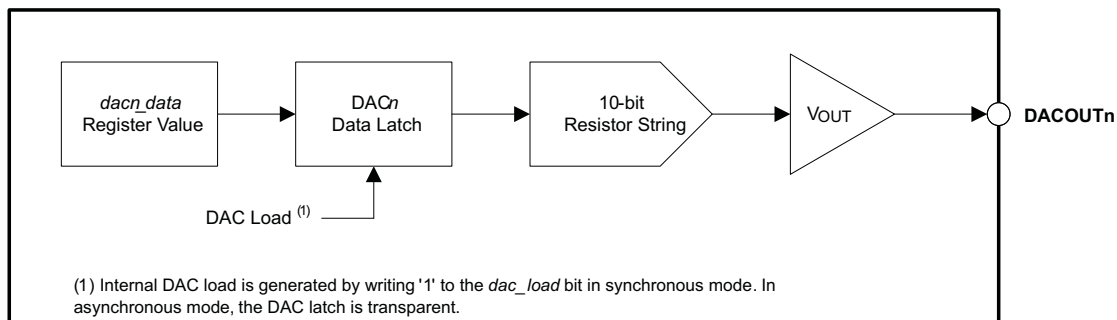 dacn_data
Register Value
DACn
Data Latch
10-bit
Resistor String
VOUT
DACOUTn
DAC Load (1)
(1) Internal DAC load is generated by writing '1' to the dac_load bit in synchronous mode. In
asynchronous mode, the DAC latch is transparent.